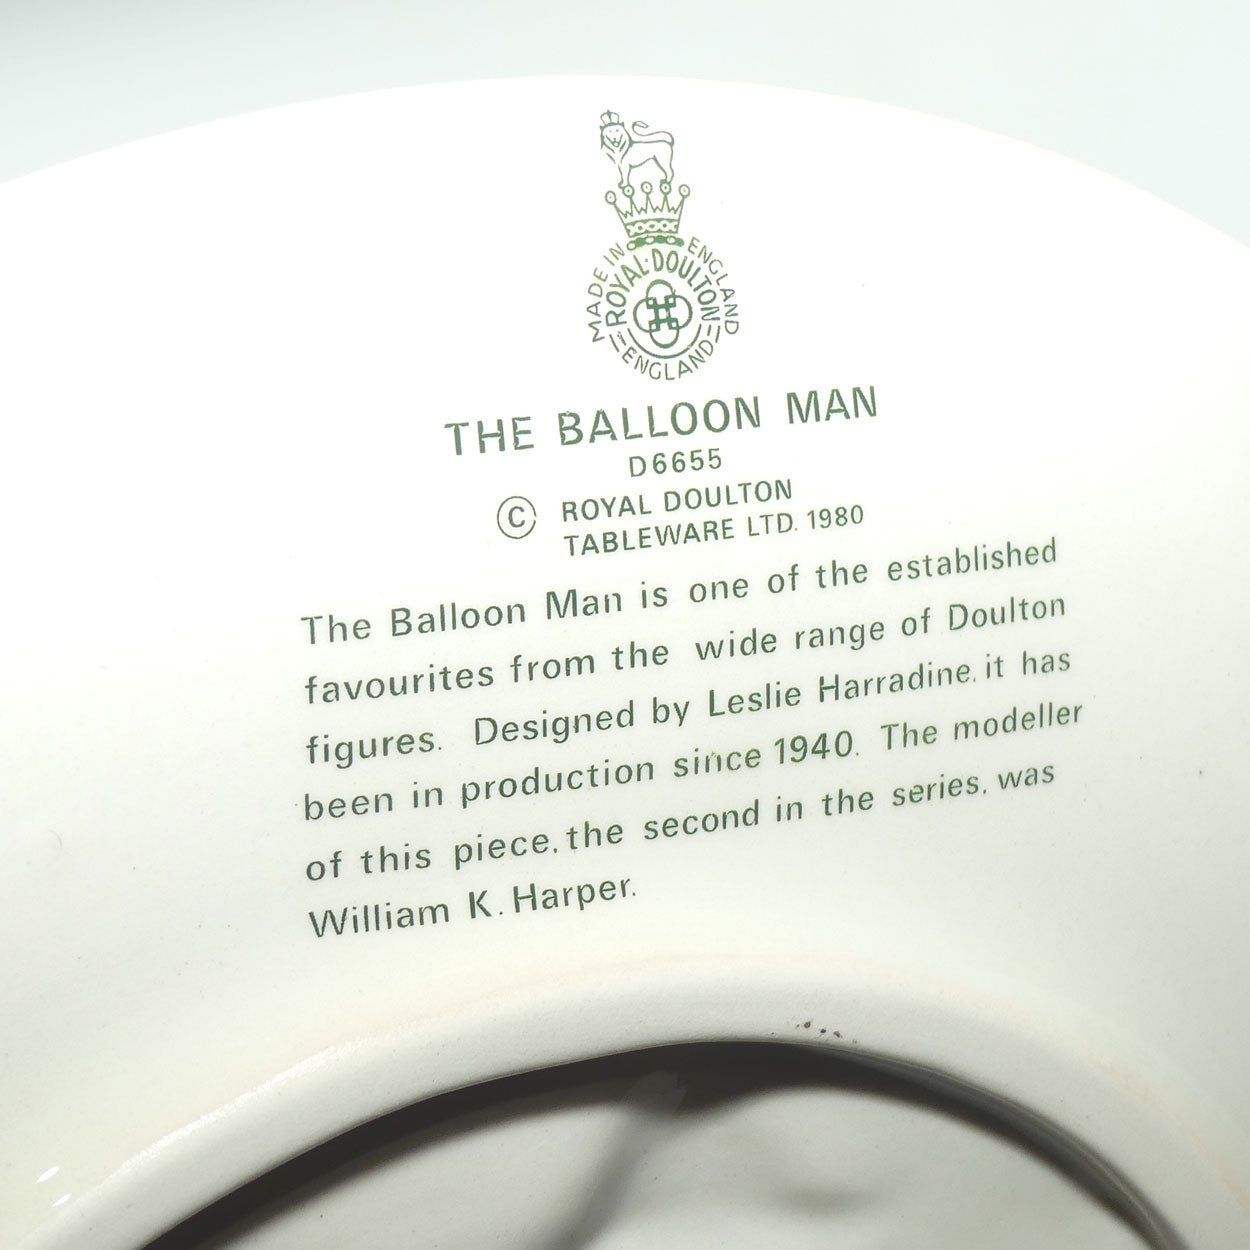 MADE IN ENGLAND
ROYAL·DOULTON
ENGLAND
THE BALLOON MAN
D6655
© ROYAL DOULTON
TABLEWARE LTD. 1980
The Balloon Man is one of the established
favourites from the wide range of Doulton
figures. Designed by Leslie Harradine, it has
been in production since 1940. The modeller
of this piece, the second in the series, was
William K. Harper.